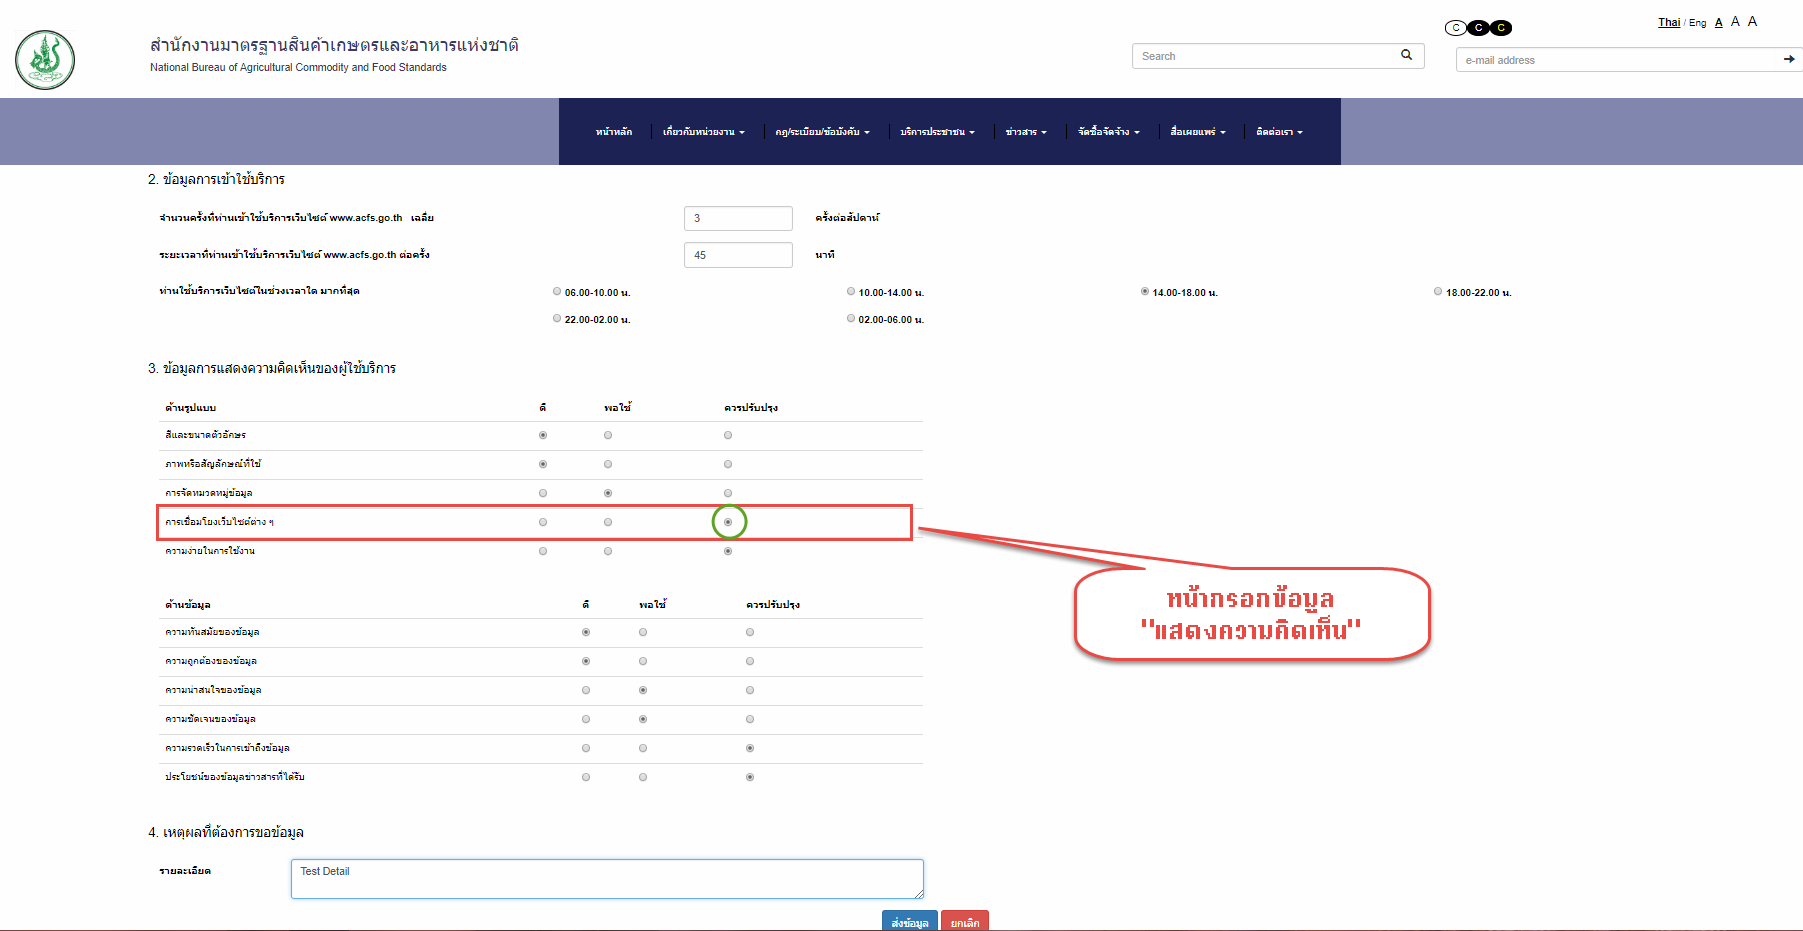 Thai / Eng A A A
C C C
สำนักงานมาตรฐานสินค้าเกษตรและอาหารแห่งชาติ
National Bureau of Agricultural Commodity and Food Standards
Search
e-mail address
หน้าหลัก เกี่ยวกับหน่วยงาน กฎ/ระเบียบ/ข้อบังคับ บริการประชาชน ข่าวสาร จัดซื้อจัดจ้าง สื่อเผยแพร่ ติดต่อเรา
2. ข้อมูลการเข้าใช้บริการ
จำนวนครั้งที่ท่านเข้าใช้บริการเว็บไซต์ www.acfs.go.th เฉลี่ย 3 ครั้งต่อสัปดาห์
ระยะเวลาที่ท่านเข้าใช้บริการเว็บไซต์ www.acfs.go.th ต่อครั้ง 45 นาที
ท่านใช้บริการเว็บไซต์ในช่วงเวลาใด มากที่สุด 06.00-10.00 น. 10.00-14.00 น. 14.00-18.00 น. 18.00-22.00 น.
22.00-02.00 น. 02.00-06.00 น.
3. ข้อมูลการแสดงความคิดเห็นของผู้ใช้บริการ
ด้านรูปแบบ ดี พอใช้ ควรปรับปรุง
สีและขนาดตัวอักษร
ภาพหรือสัญลักษณ์ที่ใช้
การจัดหมวดหมู่ข้อมูล
การเชื่อมโยงเว็บไซต์ต่าง ๆ
ความง่ายในการใช้งาน
หน้ากรอกข้อมูล
"แสดงความคิดเห็น"
ด้านข้อมูล ดี พอใช้ ควรปรับปรุง
ความทันสมัยของข้อมูล
ความถูกต้องของข้อมูล
ความน่าสนใจของข้อมูล
ความชัดเจนของข้อมูล
ความรวดเร็วในการเข้าถึงข้อมูล
ประโยชน์ของข้อมูลข่าวสารที่ได้รับ
4. เหตุผลที่ต้องการขอข้อมูล
รายละเอียด Test Detail
ส่งข้อมูล ยกเลิก